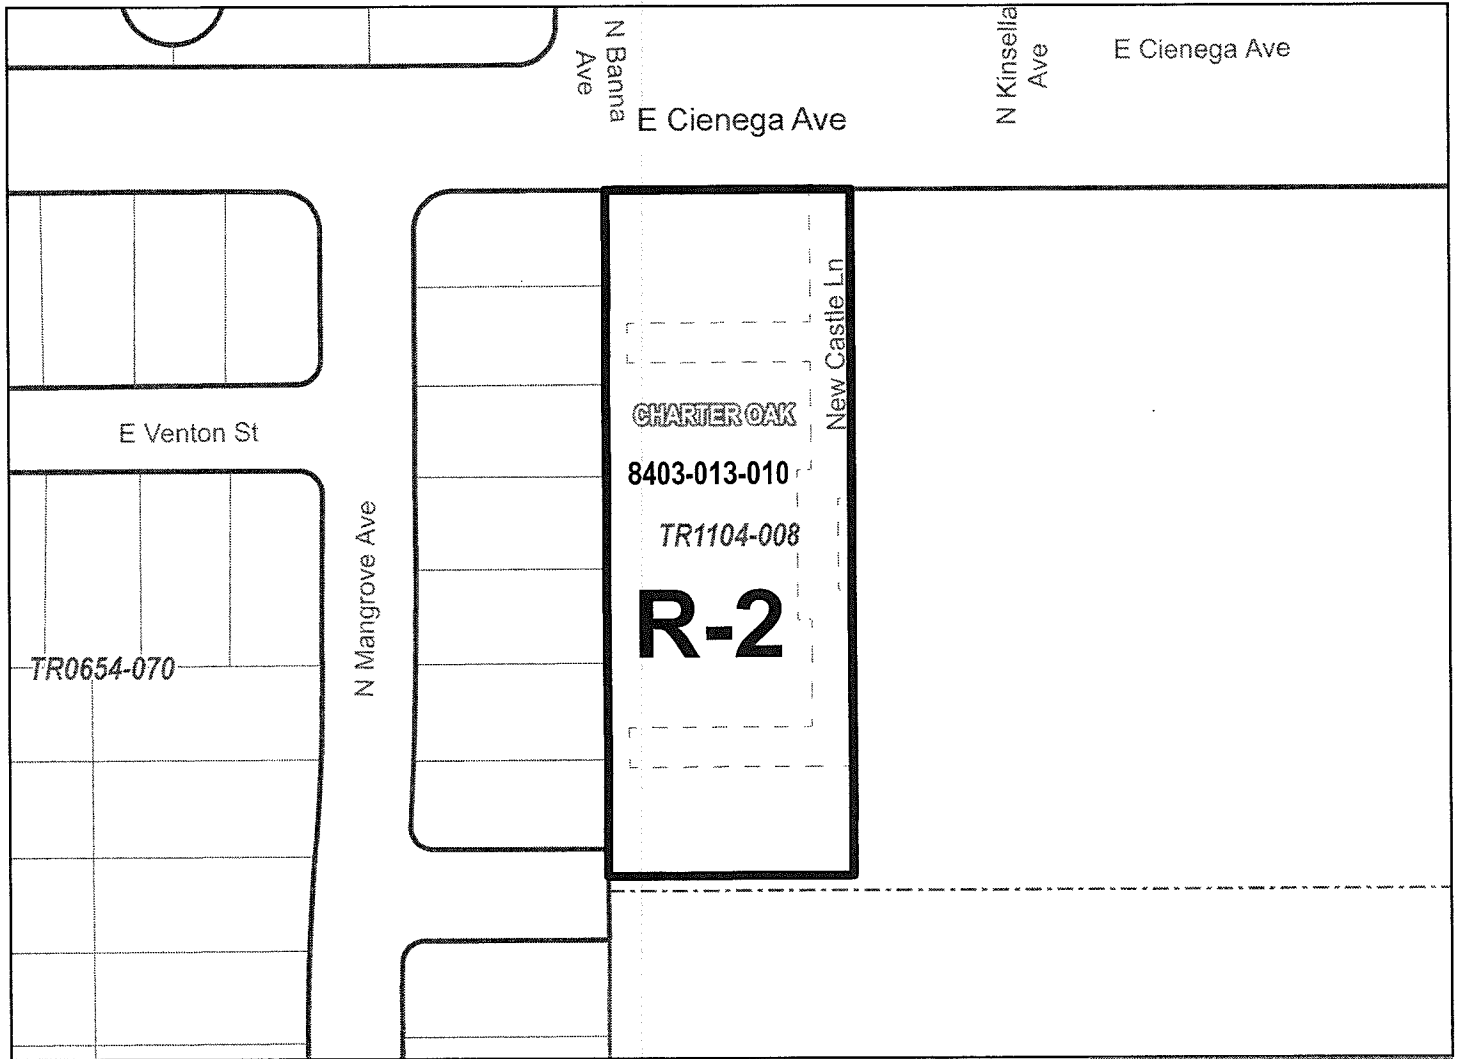 N Banna
Ave
N Kinsella
Ave
E Cienega Ave
E Cienega Ave
New Castle Ln
CHARTER OAK
E Venton St
8403-013-010
TR1104-008
N Mangrove Ave
R-2
TR0654-070